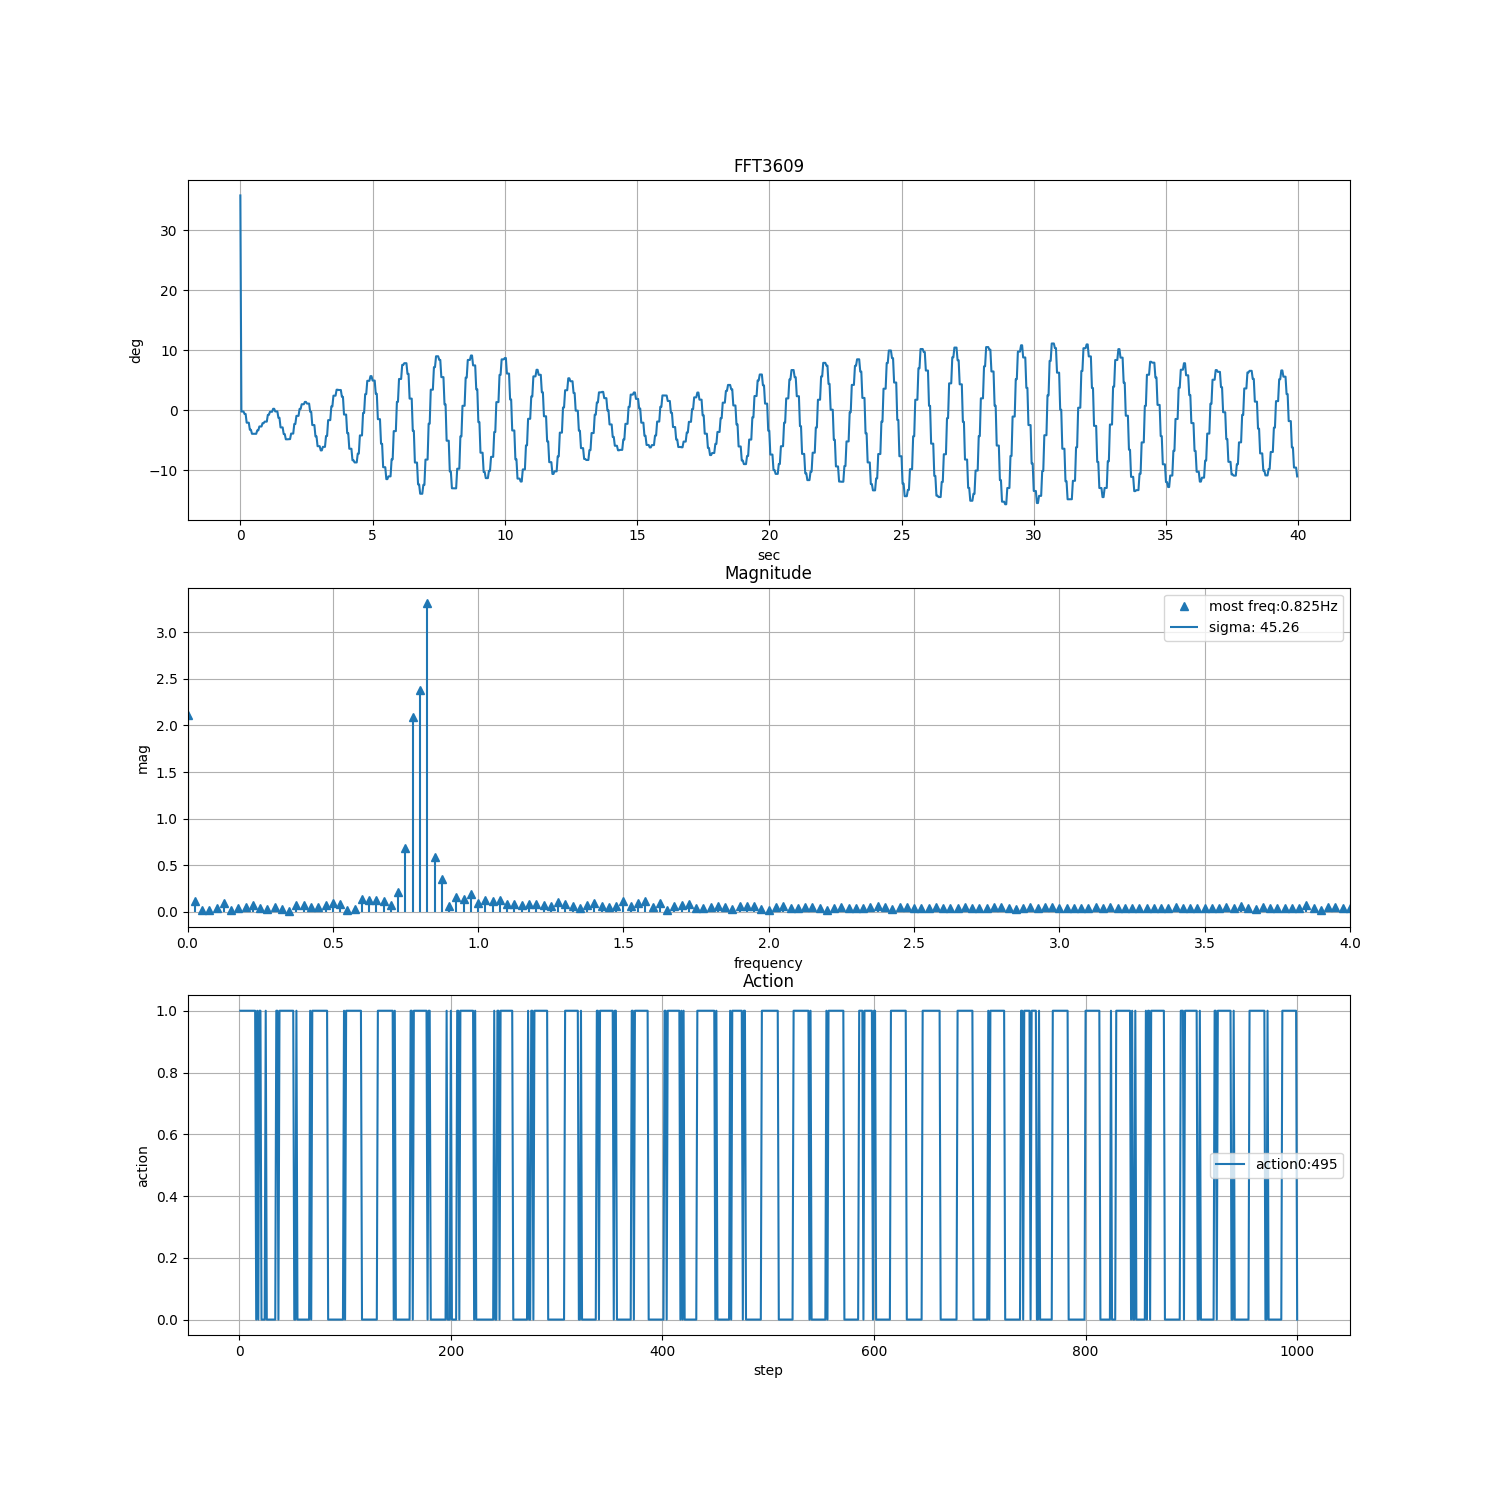 FFT3609
30
20
10
0
−10
deg
0 5 10 15 20 25 30 35 40
sec
Magnitude
most freq:0.825Hz
sigma: 45.26
3.0
2.5
2.0
1.5
1.0
0.5
0.0
mag
0.0 0.5 1.0 1.5 2.0 2.5 3.0 3.5 4.0
frequency
Action
1.0
0.8
0.6
0.4
0.2
0.0
action
action0:495
0 200 400 600 800 1000
step